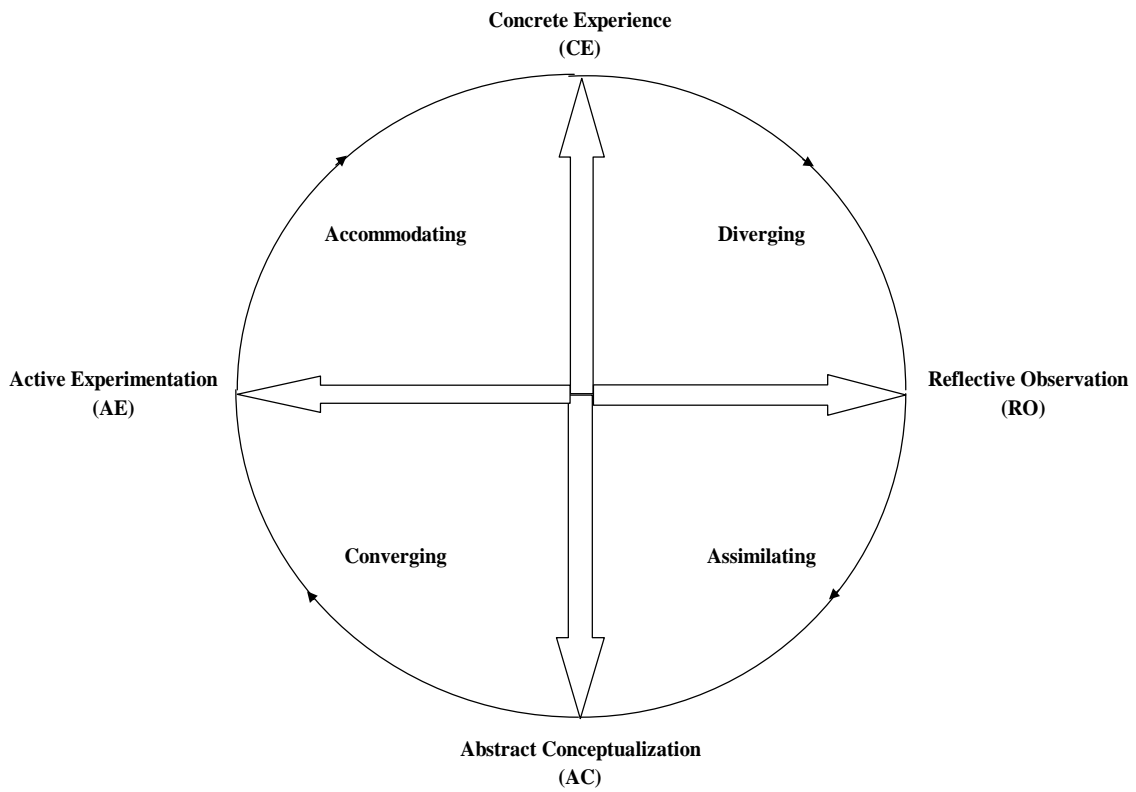 Concrete Experience
(CE)
Accommodating
Diverging
Active Experimentation
(AE)
Reflective Observation
(RO)
Converging
Assimilating
Abstract Conceptualization
(AC)